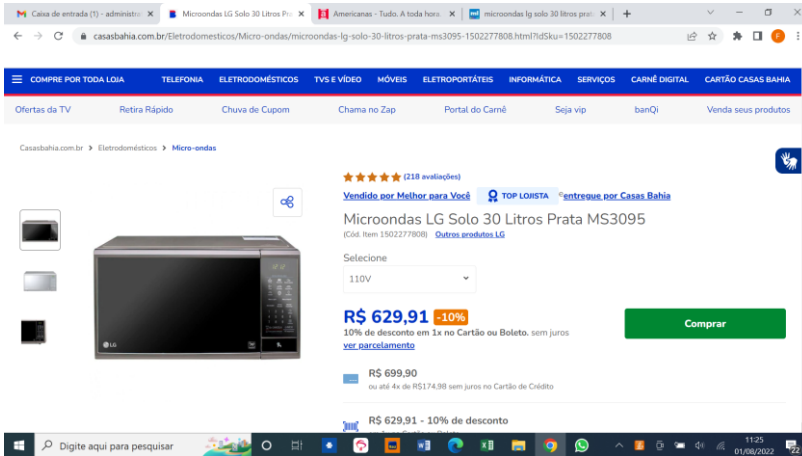 Caixa de entrada (1) - administra
Microondas LG Solo 30 Litros Pra
Americanas - Tudo. A toda hora.
microondas lg solo 30 litros prata
casasbahia.com.br/Eletrodomesticos/Micro-ondas/microondas-lg-solo-30-litros-prata-ms3095-1502277808.html?IdSku=1502277808
COMPRE POR TODA LOJA TELEFONIA ELETRODOMÉSTICOS TVS E VÍDEO MÓVEIS ELETROPORTÁTEIS INFORMÁTICA SERVIÇOS CARNÊ DIGITAL CARTÃO CASAS BAHIA
Ofertas da TV Retira Rápido Chuva de Cupom Chama no Zap Portal do Carnê Seja vip banQi Venda seus produtos
Casasbahia.com.br > Eletrodomésticos > Micro-ondas
(218 avaliações)
Vendido por Melhor para Você TOP LOJISTA e entregue por Casas Bahia
Microondas LG Solo 30 Litros Prata MS3095
(Cód. Item 1502277808) Outros produtos LG
Selecione
110V
R$ 629,91 -10%
10% de desconto em 1x no Cartão ou Boleto. sem juros
ver parcelamento
Comprar
R$ 699,90
ou até 4x de R$174,98 sem juros no Cartão de Crédito
R$ 629,91 - 10% de desconto
LG
Digite aqui para pesquisar
11:25
01/08/2022
22